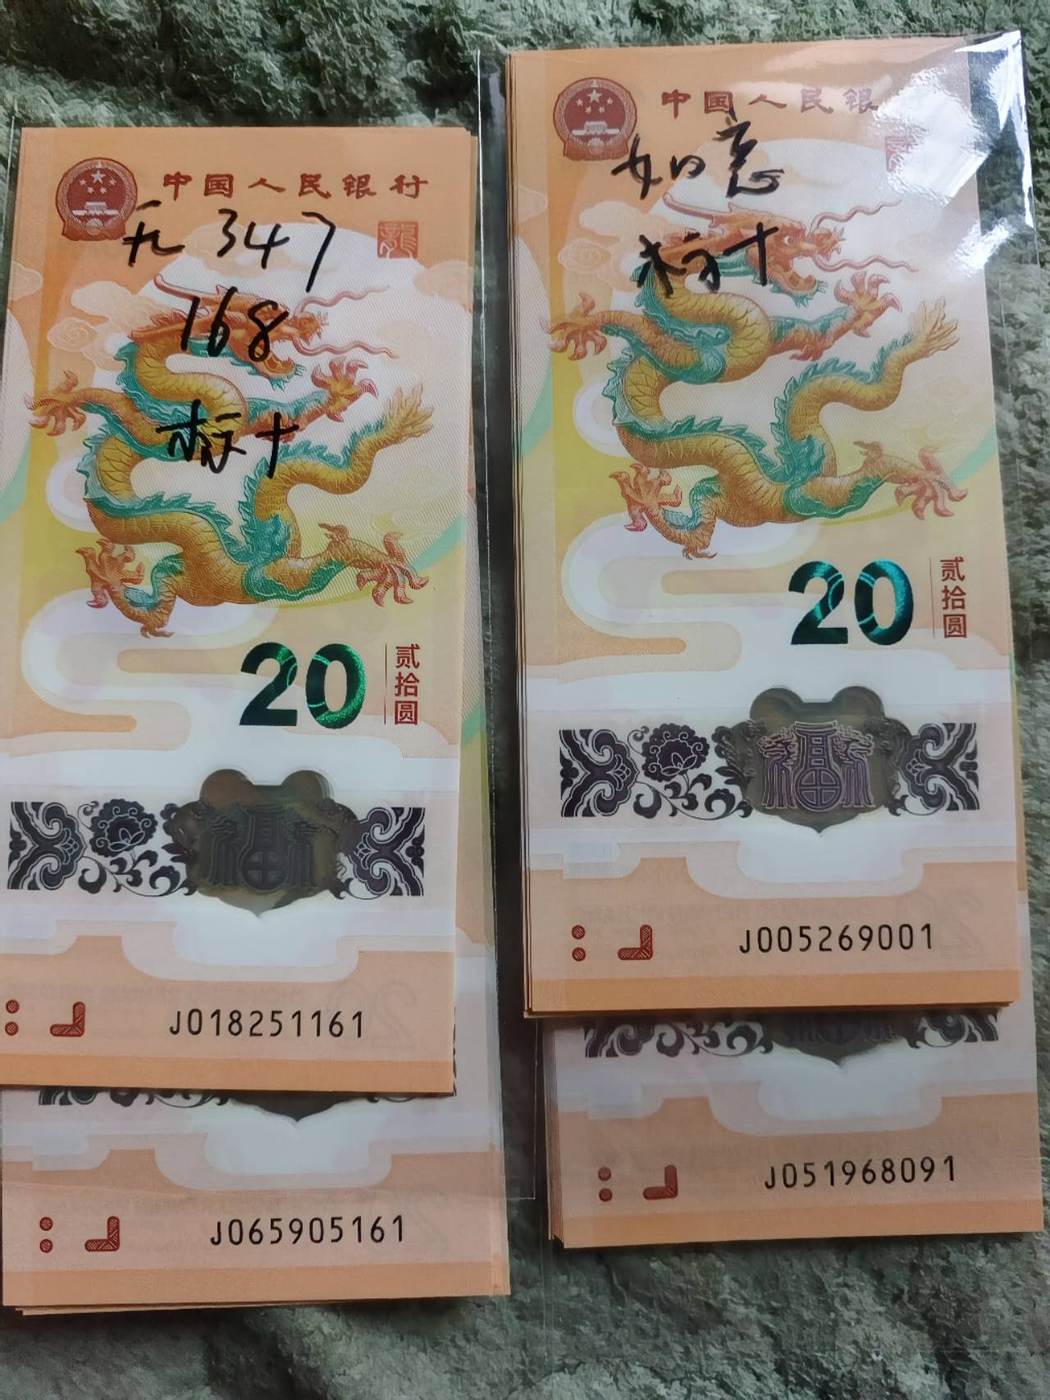 中国人民银行
无347
168
标十
20
贰拾圆
J018251161
J065905161
中国人民银
如意
标十
20
贰拾圆
福
J005269001
J051968091